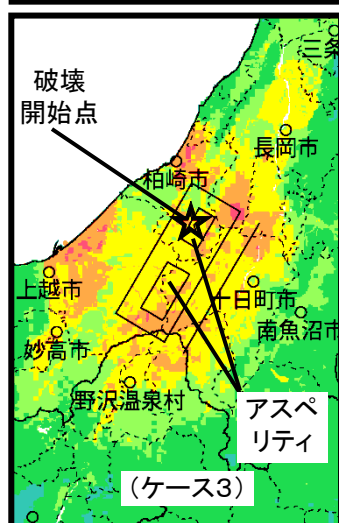 三条
破壊
開始点
長岡市
柏崎市
上越市
十日町市
南魚沼市
妙高市
野沢温泉村
アスペ
リティ
（ケース3）